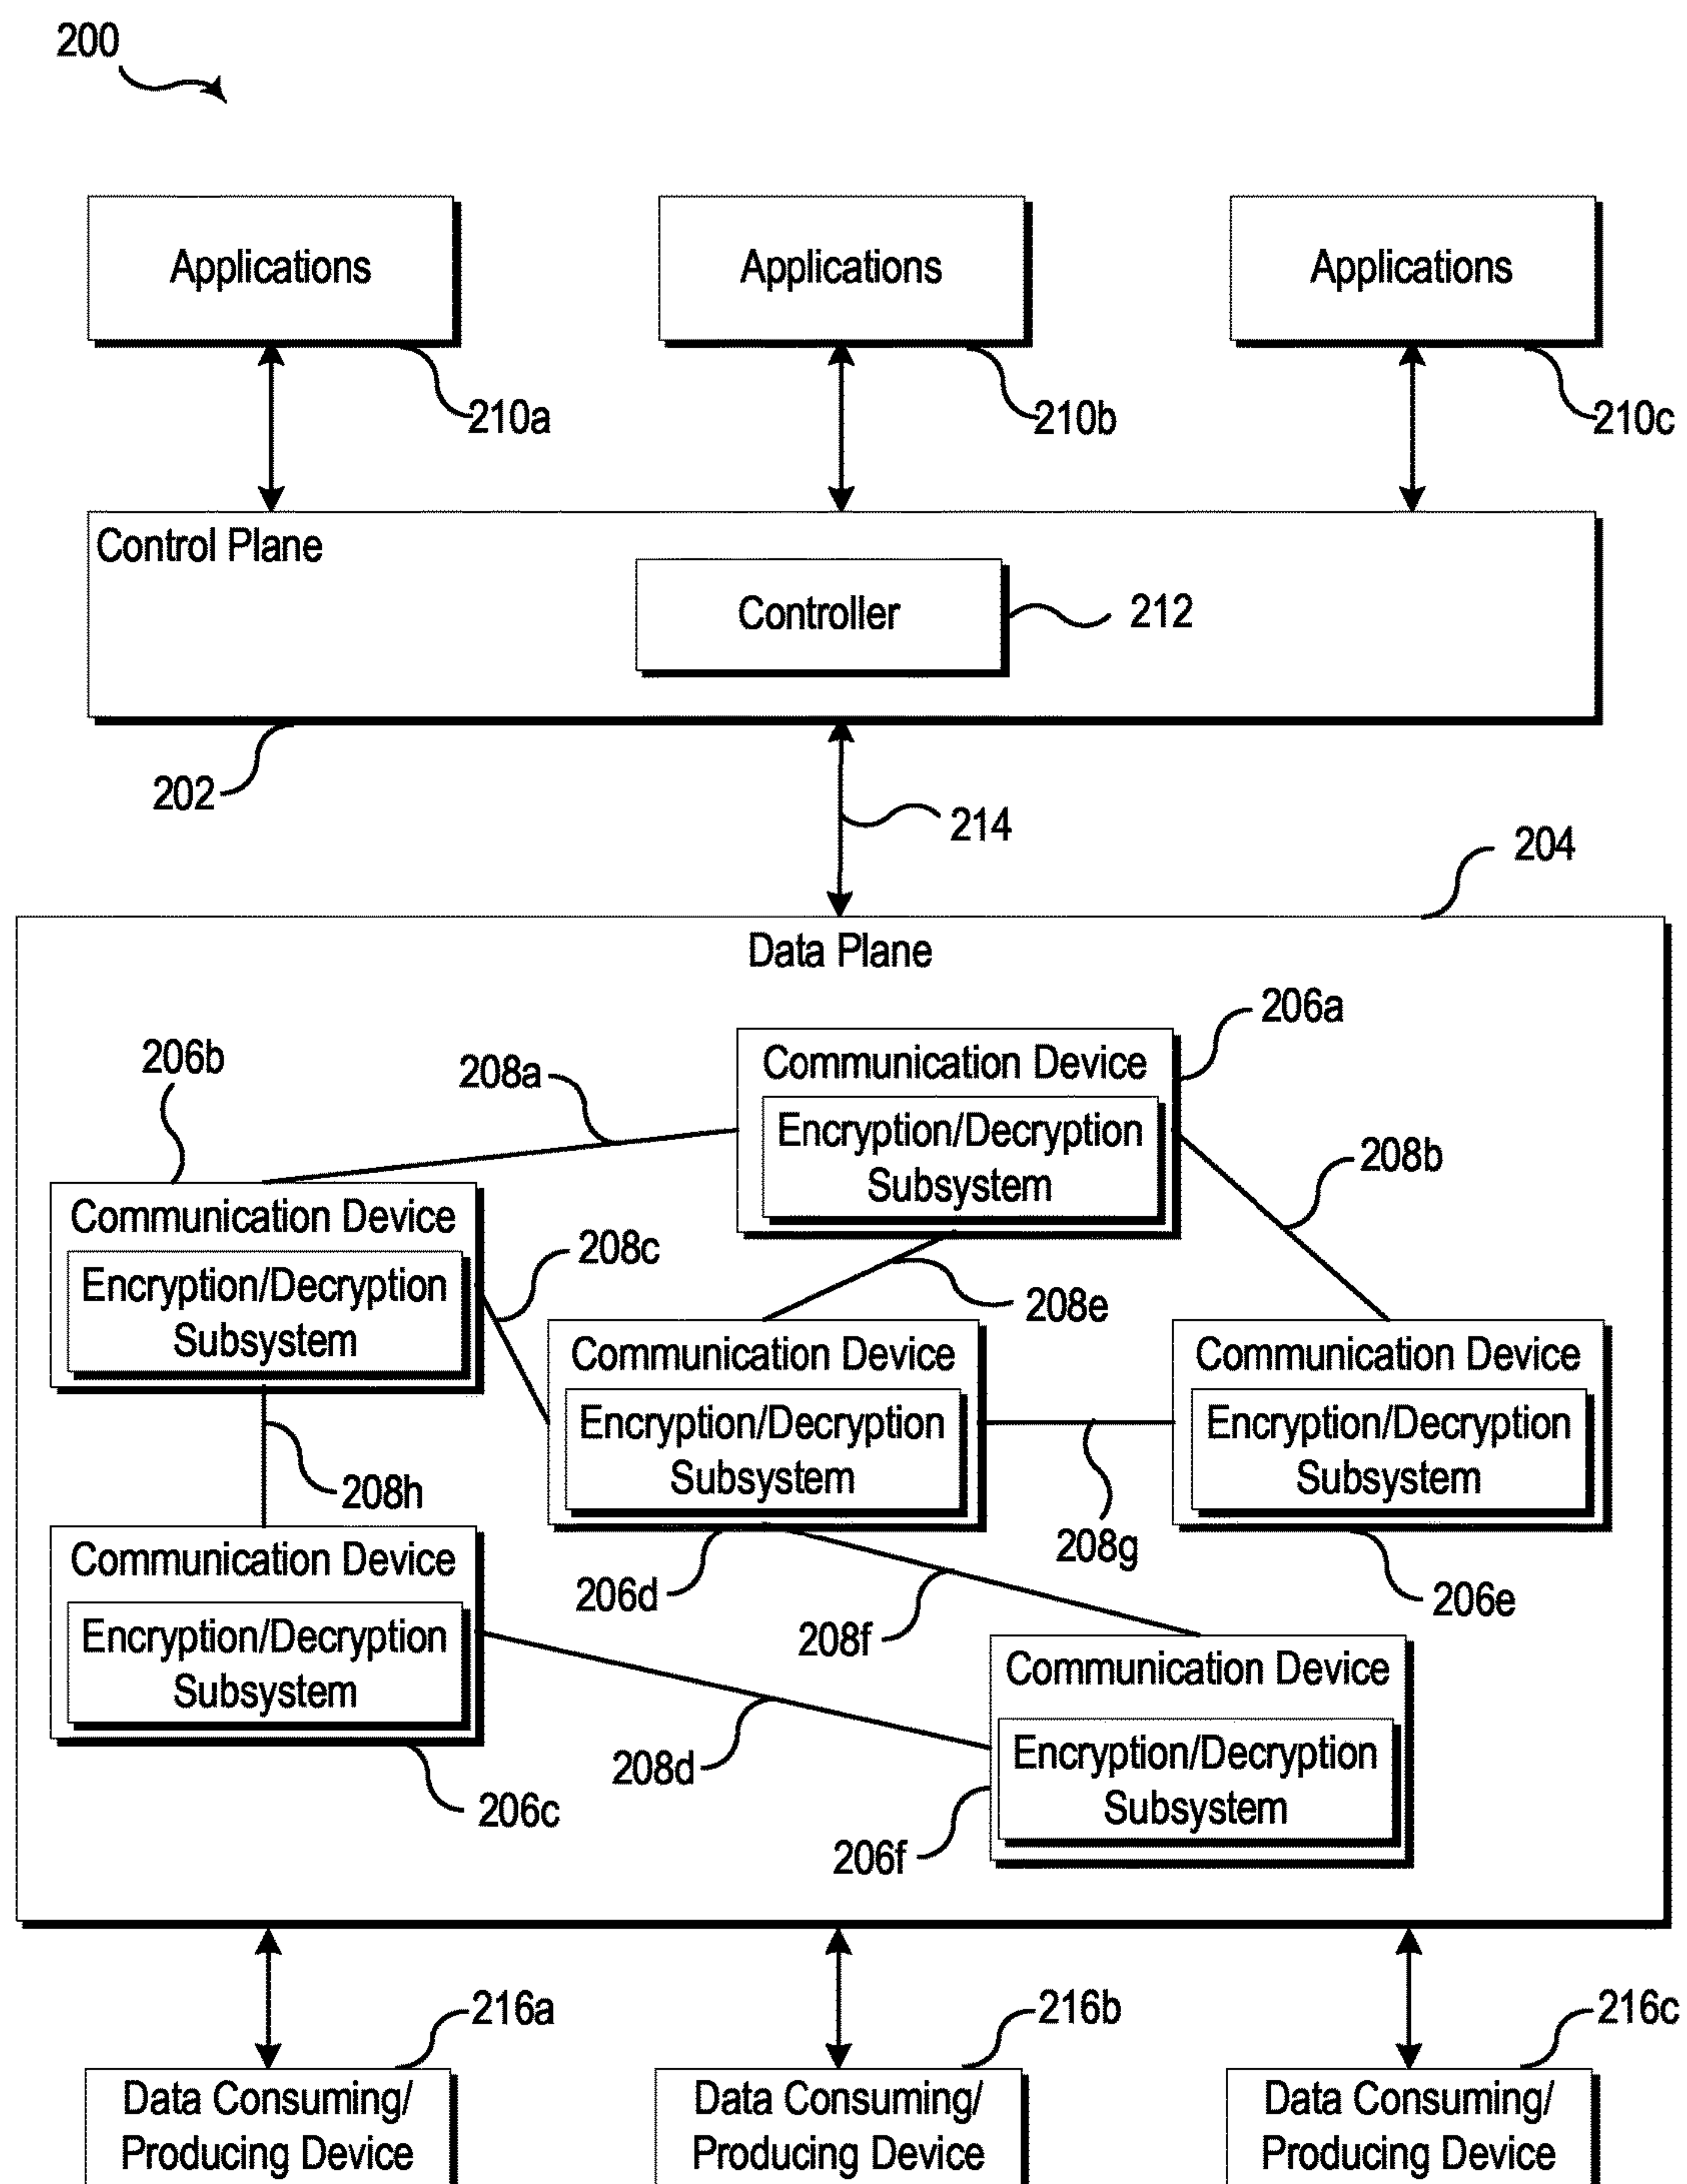 200
Applications
Applications
Applications
210a
210b
210c
Control Plane
Controller
212
202
214
204
Data Plane
206a
206b
208a
Communication Device
Encryption/Decryption
Subsystem
208b
Communication Device
Encryption/Decryption
Subsystem
208c
208e
Communication Device
Encryption/Decryption
Subsystem
Communication Device
Encryption/Decryption
Subsystem
208h
208g
206d
206e
Communication Device
Encryption/Decryption
Subsystem
208f
208d
206c
Communication Device
Encryption/Decryption
Subsystem
206f
216a
216b
216c
Data Consuming/
Producing Device
Data Consuming/
Producing Device
Data Consuming/
Producing Device